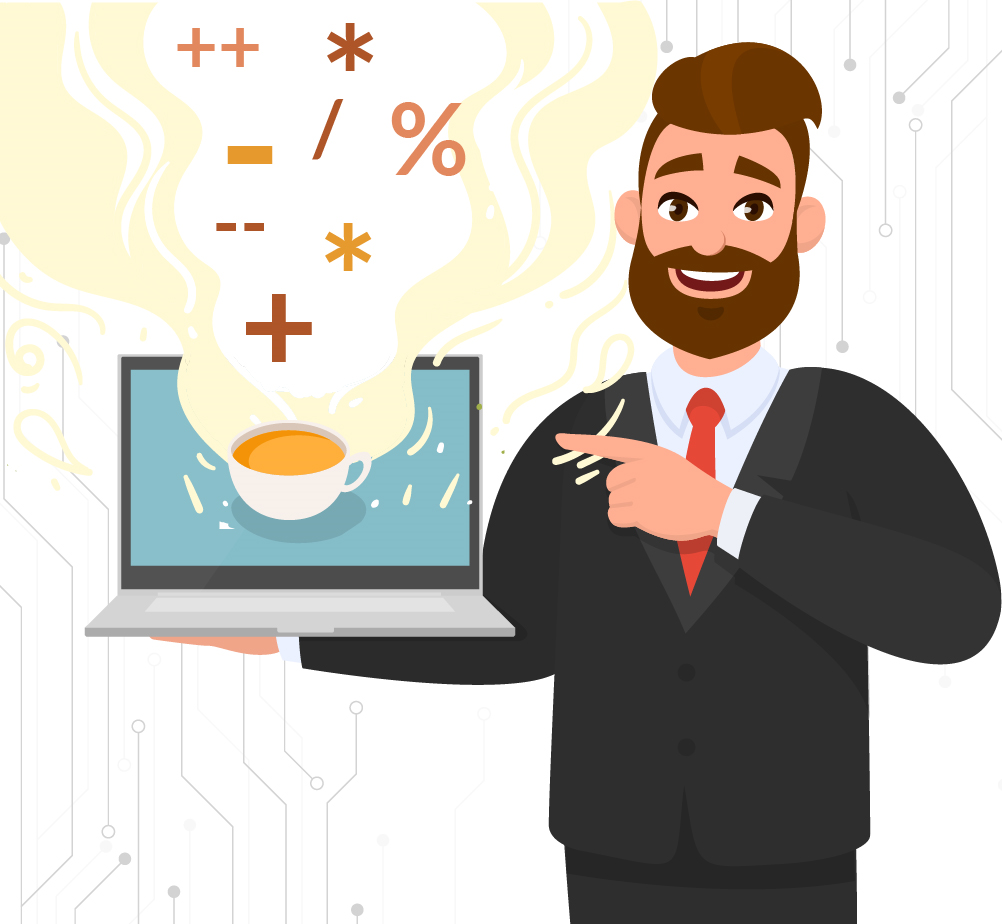 ++ *
- / %
-- *
+